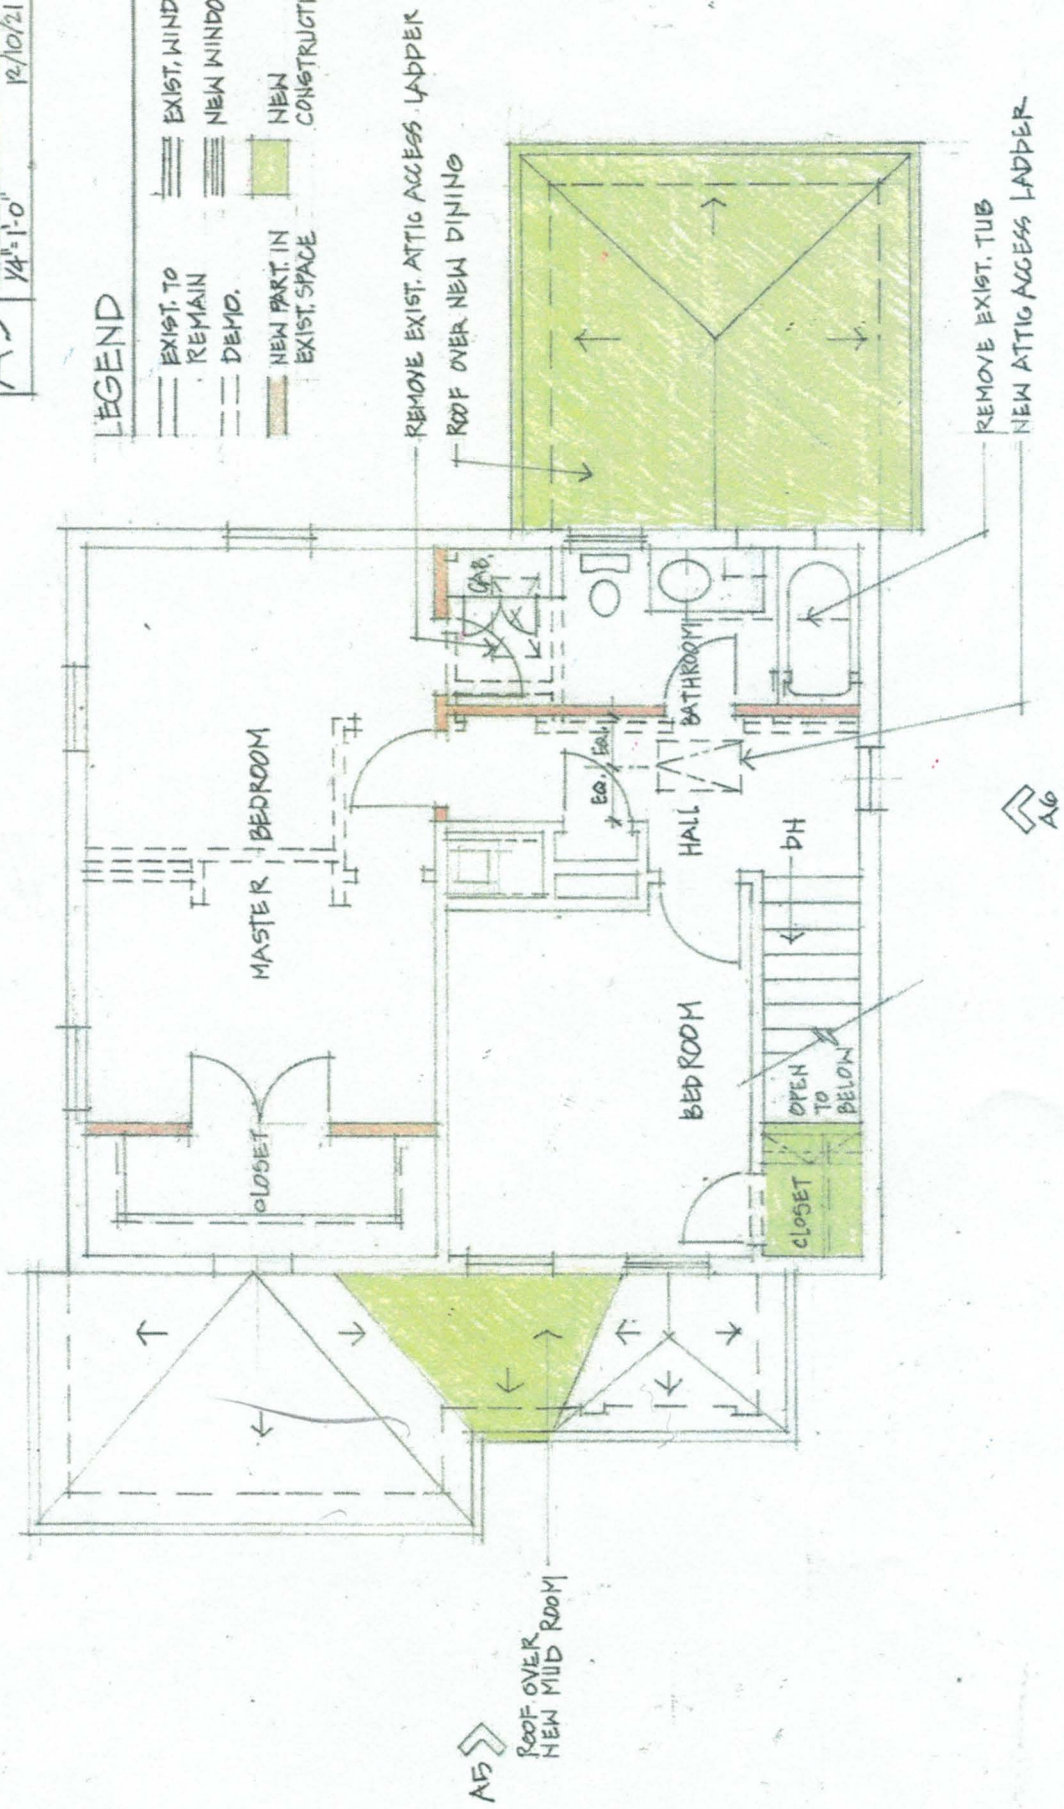 1/4"=1'-0"
12/10/21
LEGEND
EXIST. TO
REMAIN
DEMO.
NEW PART. IN
EXIST. SPACE
EXIST. WIND
NEW WINDO
NEW
CONSTRUCTI
REMOVE EXIST. ATTIC ACCESS LADDER
ROOF OVER NEW DINING
MASTER BEDROOM
CLOSET
CAB.
BATHROOM
EQ. EQ.
HALL
DH
BEDROOM
OPEN
TO
BELOW
CLOSET
REMOVE EXIST. TUB
NEW ATTIC ACCESS LADDER
A5
ROOF OVER
NEW MUD ROOM
A6